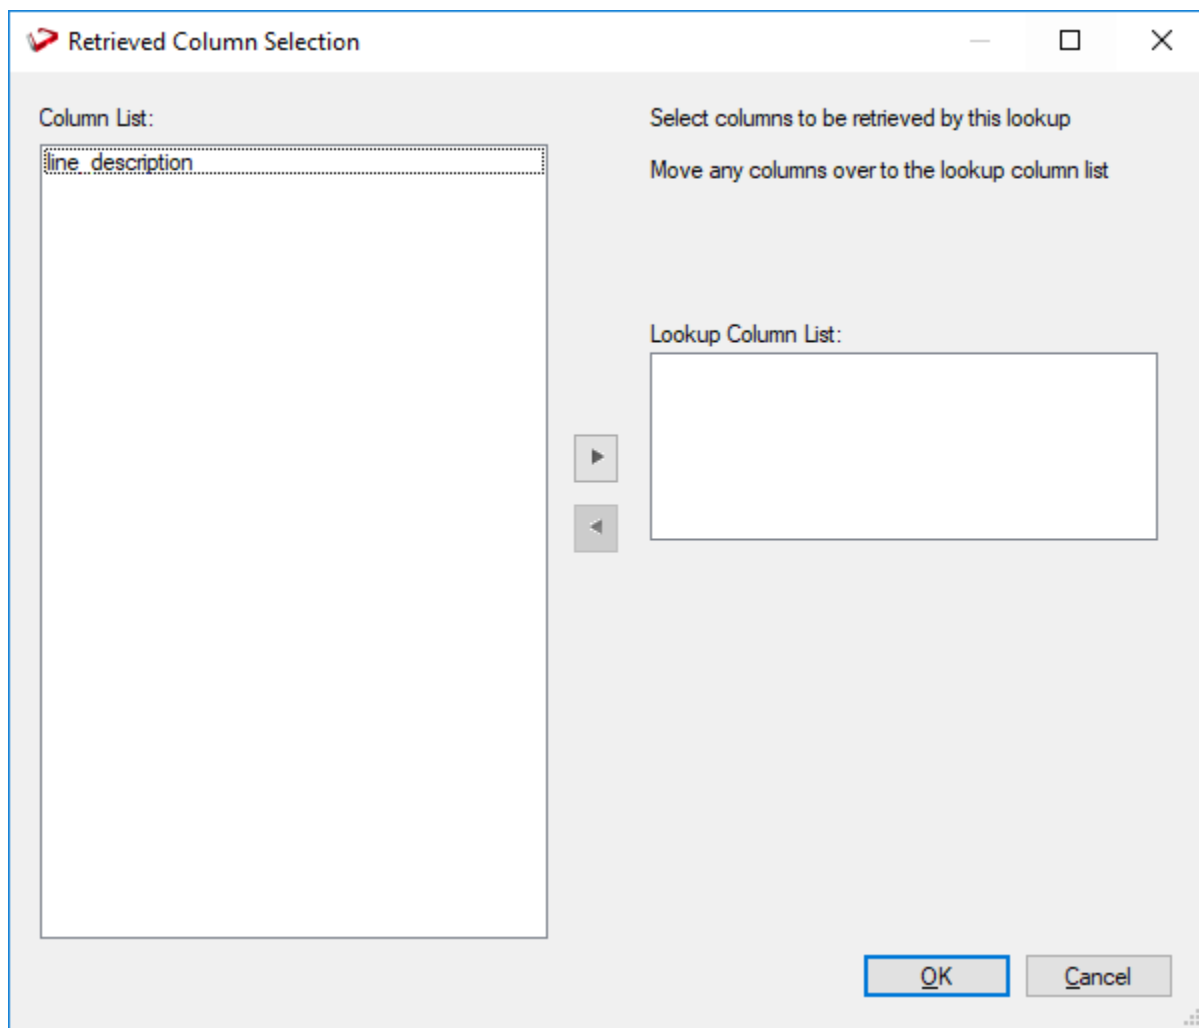 Retrieved Column Selection
Column List:
line_description
Select columns to be retrieved by this lookup
Move any columns over to the lookup column list
Lookup Column List:
OK
Cancel